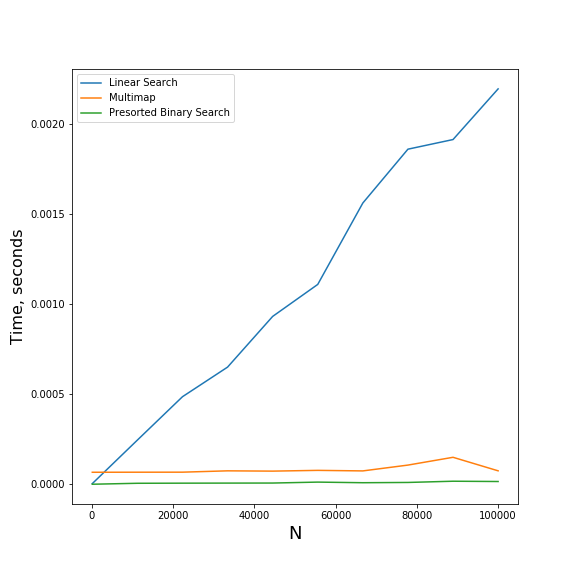 Linear Search
Multimap
Presorted Binary Search
Time, seconds
0.0020
0.0015
0.0010
0.0005
0.0000
0 20000 40000 60000 80000 100000
N